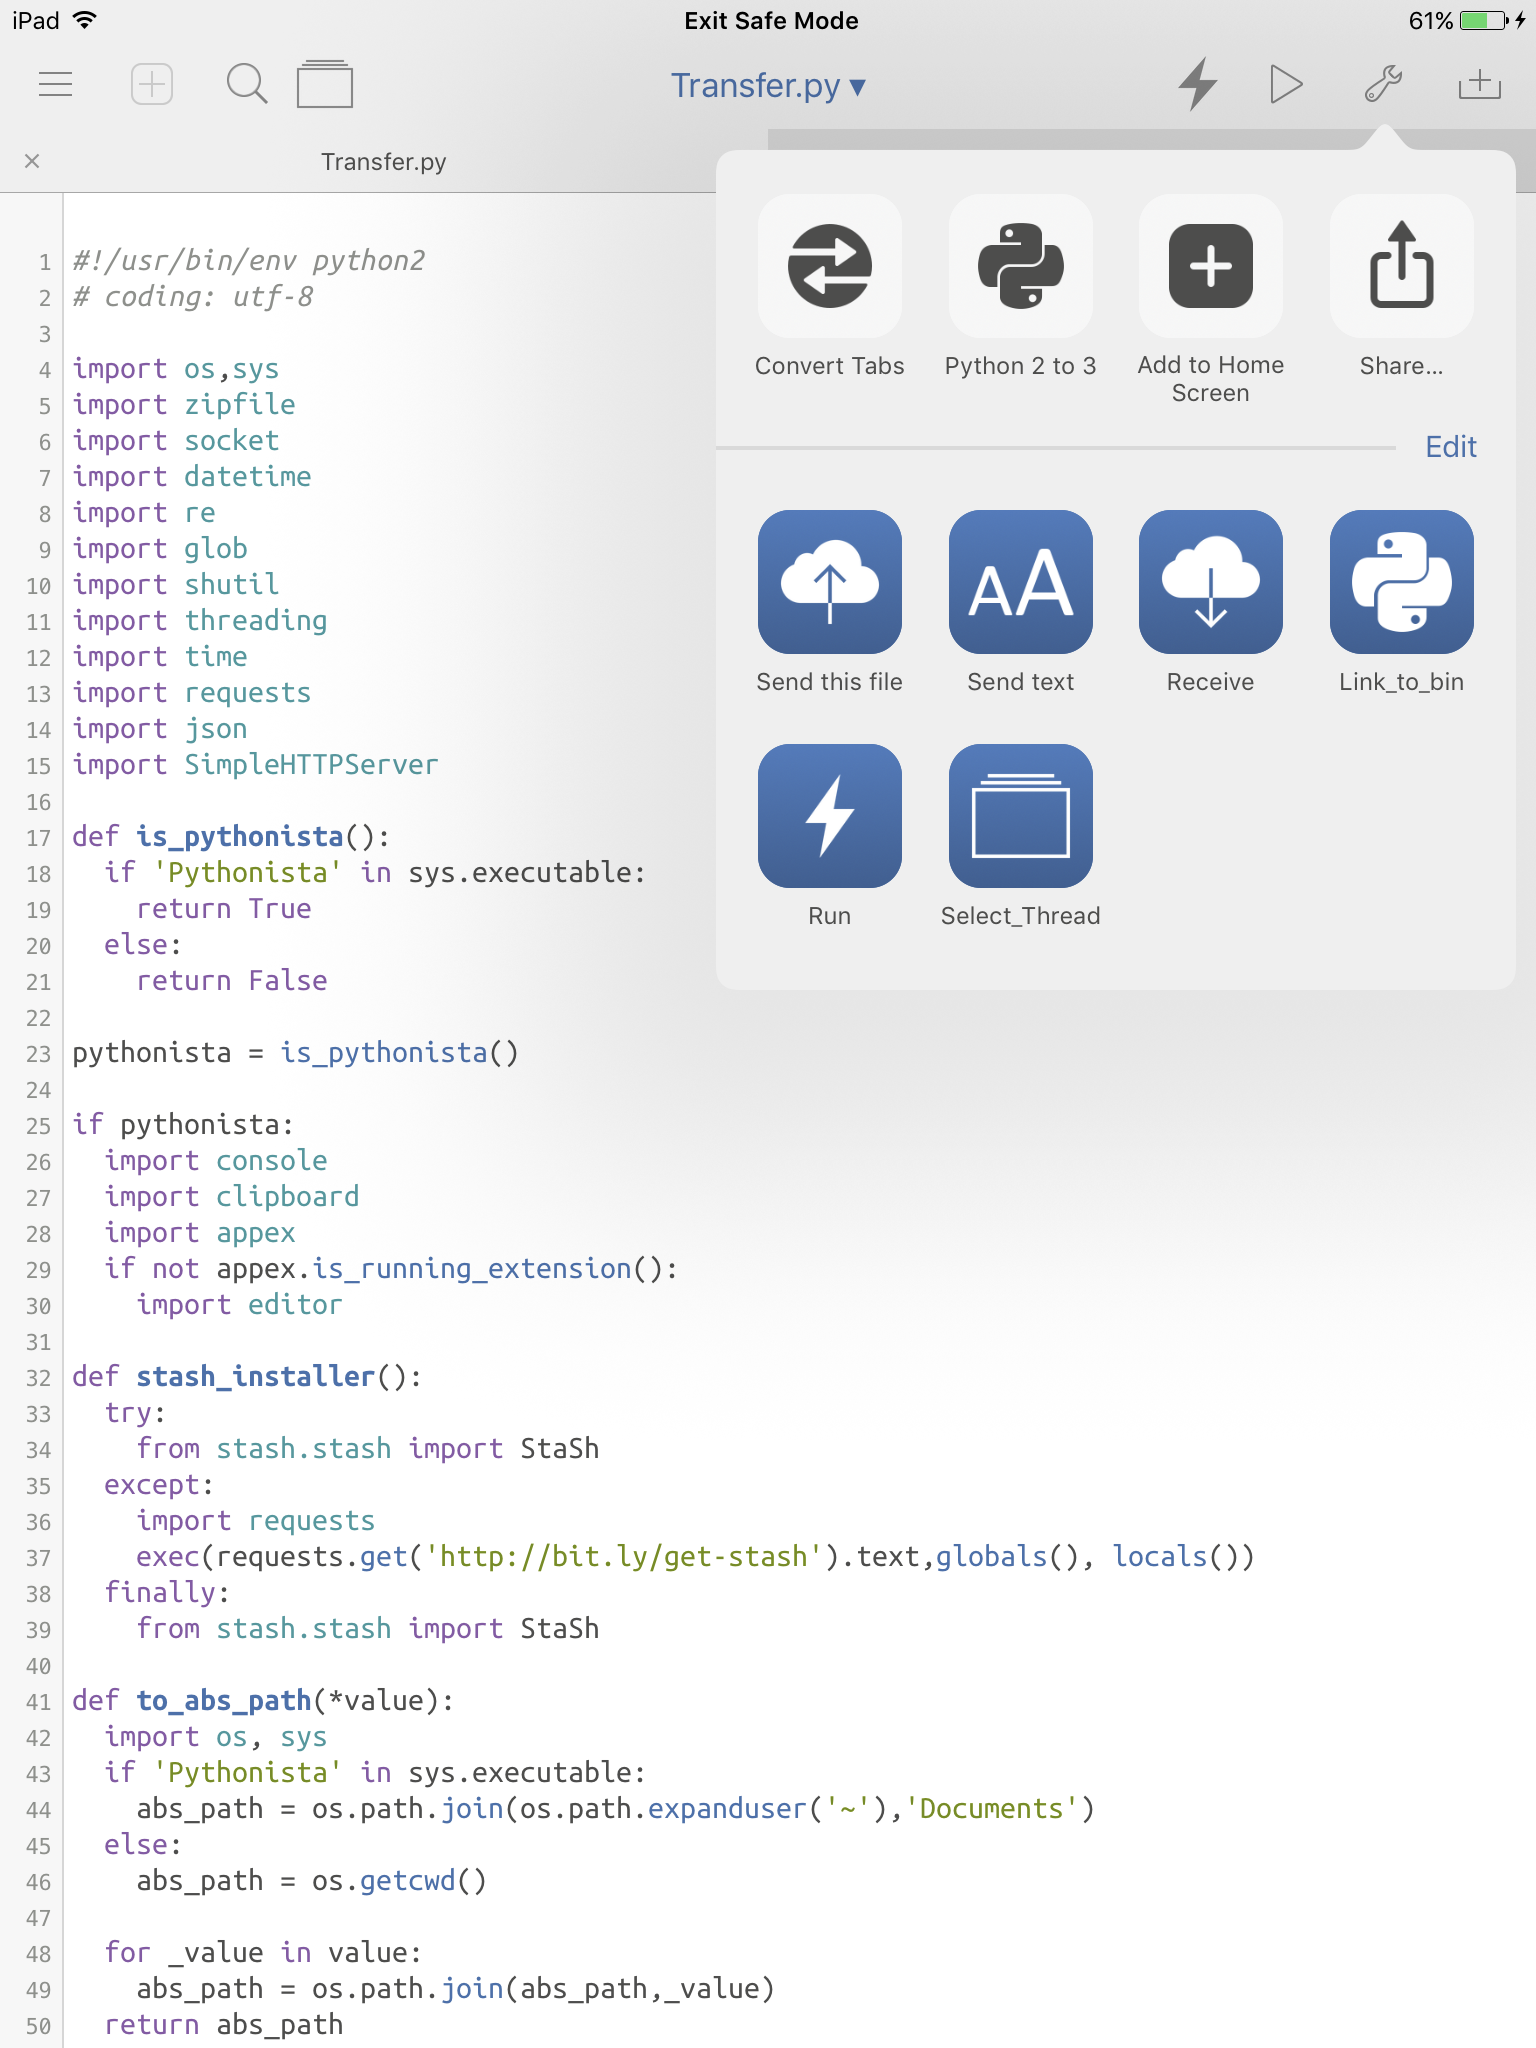 iPad Exit Safe Mode 61%
Transfer.py ▾
Transfer.py
Convert Tabs Python 2 to 3 Add to Home Screen Share...
Edit
Send this file Send text Receive Link_to_bin
Run Select_Thread
1 #!/usr/bin/env python2
2 # coding: utf-8
3
4 import os,sys
5 import zipfile
6 import socket
7 import datetime
8 import re
9 import glob
10 import shutil
11 import threading
12 import time
13 import requests
14 import json
15 import SimpleHTTPServer
16
17 def is_pythonista():
18   if 'Pythonista' in sys.executable:
19     return True
20   else:
21     return False
22
23 pythonista = is_pythonista()
24
25 if pythonista:
26   import console
27   import clipboard
28   import appex
29   if not appex.is_running_extension():
30     import editor
31
32 def stash_installer():
33   try:
34     from stash.stash import StaSh
35   except:
36     import requests
37     exec(requests.get('http://bit.ly/get-stash').text,globals(), locals())
38   finally:
39     from stash.stash import StaSh
40
41 def to_abs_path(*value):
42   import os, sys
43   if 'Pythonista' in sys.executable:
44     abs_path = os.path.join(os.path.expanduser('~'),'Documents')
45   else:
46     abs_path = os.getcwd()
47
48   for _value in value:
49     abs_path = os.path.join(abs_path,_value)
50   return abs_path